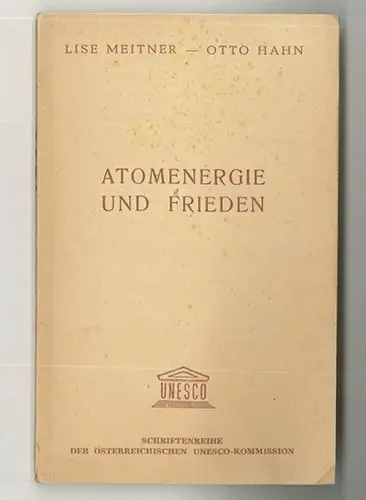 LISE MEITNER — OTTO HAHN
ATOMENERGIE
UND FRIEDEN
UNESCO
SCHRIFTENREIHE
DER ÖSTERREICHISCHEN UNESCO-KOMMISSION